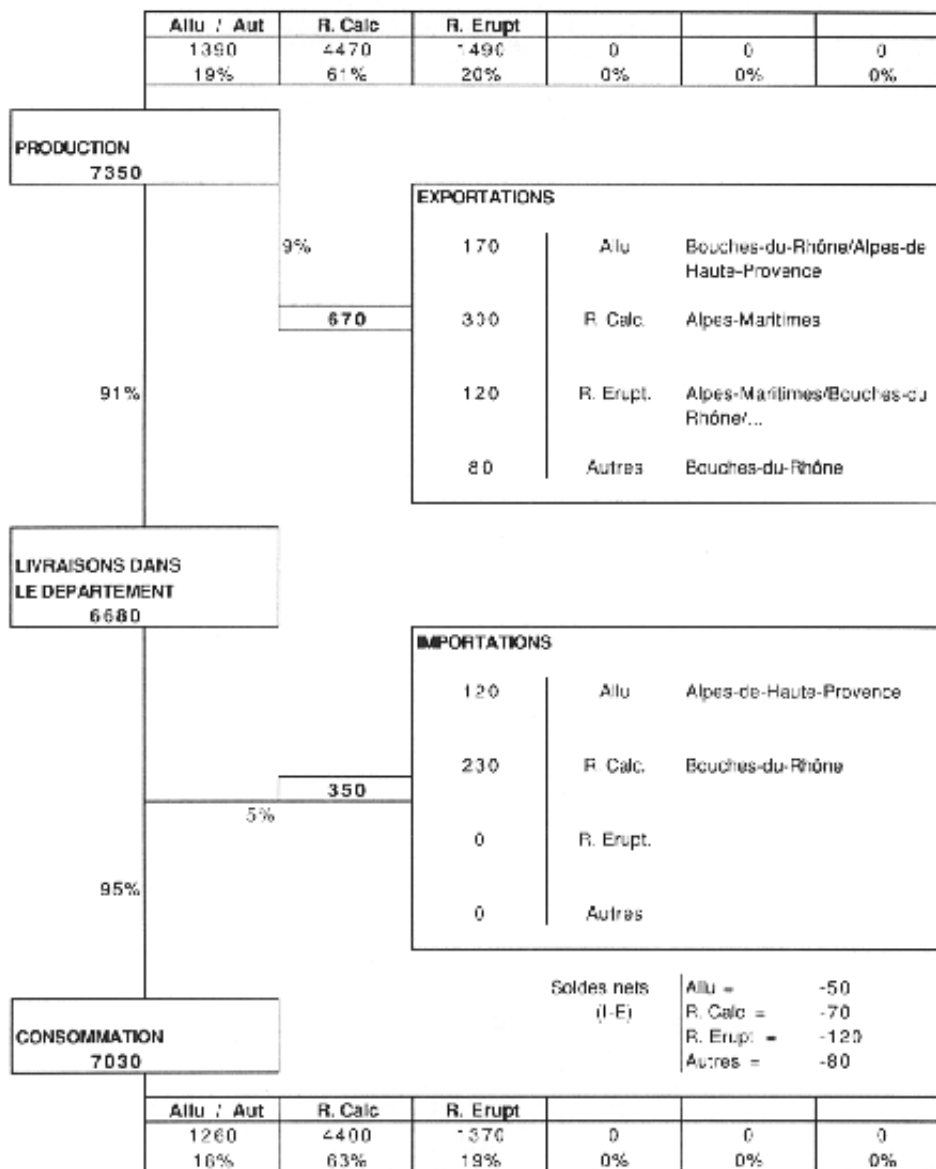 Allu / Aut R. Calc R. Erupt
1390 4470 1490 0 0 0
19% 61% 20% 0% 0% 0%
PRODUCTION
7350
EXPORTATIONS
9% 170 Allu Bouches-du-Rhône/Alpes-de
Haute-Provence
670 300 R. Calc. Alpes-Maritimes
91% 120 R. Erupt. Alpes-Maritimes/Bouches-du
Rhône/...
80 Autres Bouches-du-Rhône
LIVRAISONS DANS
LE DEPARTEMENT
6680
IMPORTATIONS
120 Allu Alpes-de-Haute-Provence
230 R. Calc. Bouches-du-Rhône
350
5%
0 R. Erupt.
95%
0 Autres
Soldes nets Allu = -50
(I-E) R. Calc = -70
R. Erupt = -120
Autres = -80
CONSOMMATION
7030
Allu / Aut R. Calc R. Erupt
1260 4400 1370 0 0 0
16% 63% 19% 0% 0% 0%